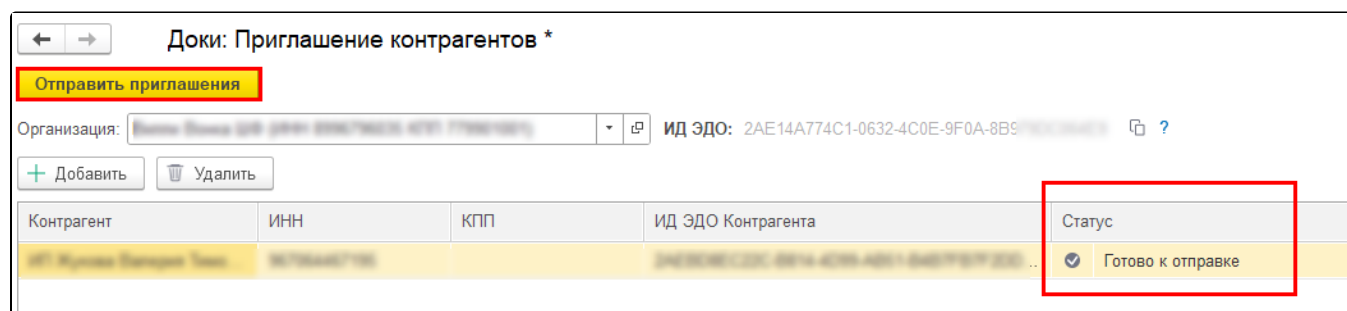 Доки: Приглашение контрагентов *
Отправить приглашения
Организация: ИД ЭДО: 2AE14A774C1-0632-4C0E-9F0A-8B9 ?
Добавить Удалить
Контрагент ИНН КПП ИД ЭДО Контрагента Статус
Готово к отправке